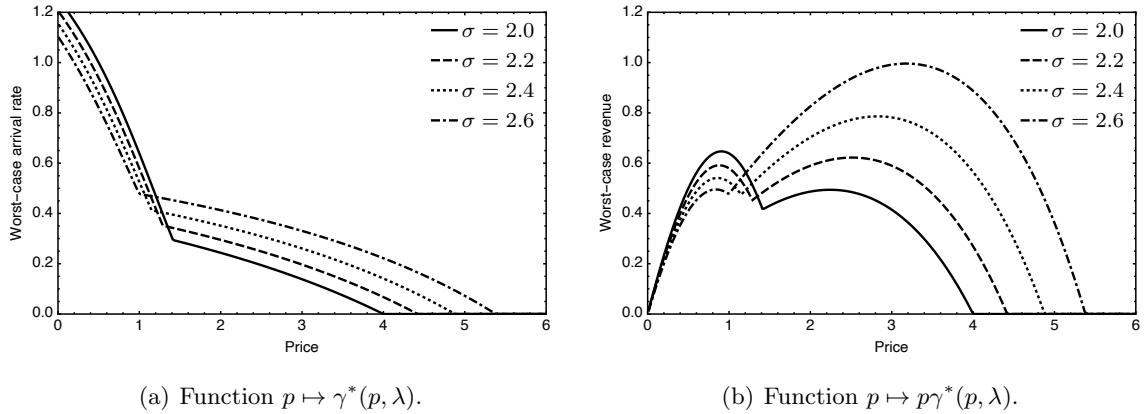 1.2
1.0
0.8
0.6
0.4
0.2
0.0
Worst-case arrival rate
σ = 2.0
σ = 2.2
σ = 2.4
σ = 2.6
0 1 2 3 4 5 6
Price
(a) Function p ↦ γ*(p, λ).
1.2
1.0
0.8
0.6
0.4
0.2
0.0
Worst-case revenue
σ = 2.0
σ = 2.2
σ = 2.4
σ = 2.6
0 1 2 3 4 5 6
Price
(b) Function p ↦ pγ*(p, λ).